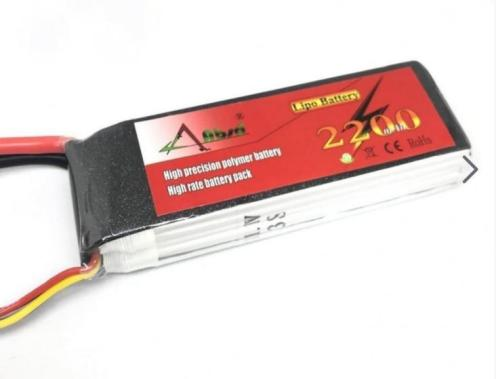 Lipo Battery
2200
CE RoHS
High precision polymer battery
High rate battery pack